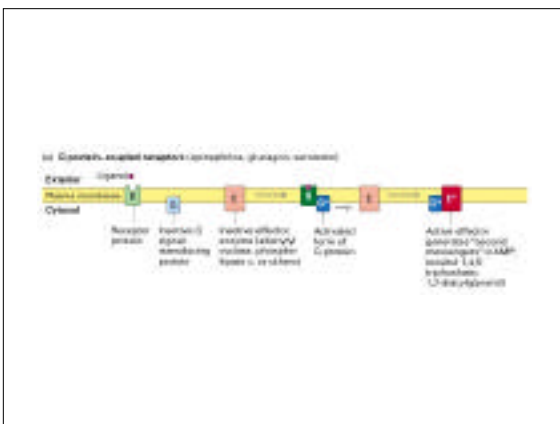 (a) G protein-coupled receptors (epinephrine, glucagon, serotonin)
Exterior
Ligand
Plasma membrane
Cytosol
R
G
E
R
G*
E
G*
E*
Receptor
protein
Inactive G
signal-
transducing
protein
Inactive effector
enzyme (adenylyl
cyclase, phospho-
lipase c, or others)
Activated
form of
G protein
Active effector
generates "second
messengers" cAMP,
inositol 1,4,5
triphosphate,
1,2-diacylglycerol)